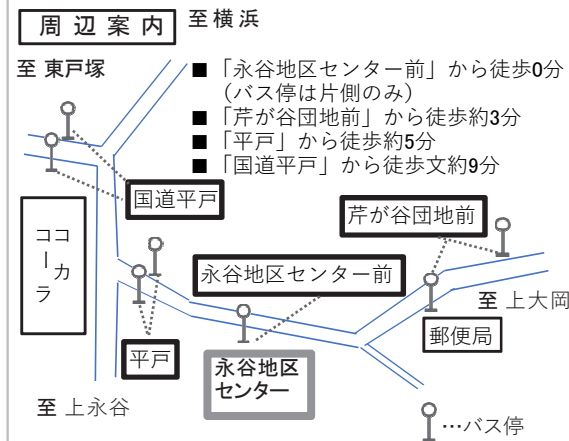 周辺案内
至横浜
至 東戸塚
■ 「永谷地区センター前」から徒歩0分
（バス停は片側のみ）
■ 「芹が谷団地前」から徒歩約3分
■ 「平戸」から徒歩約5分
■ 「国道平戸」から徒歩文約9分
国道平戸
芹が谷団地前
コカコーラ
永谷地区センター前
至 上大岡
郵便局
平戸
永谷地区
センター
至 上永谷
…バス停